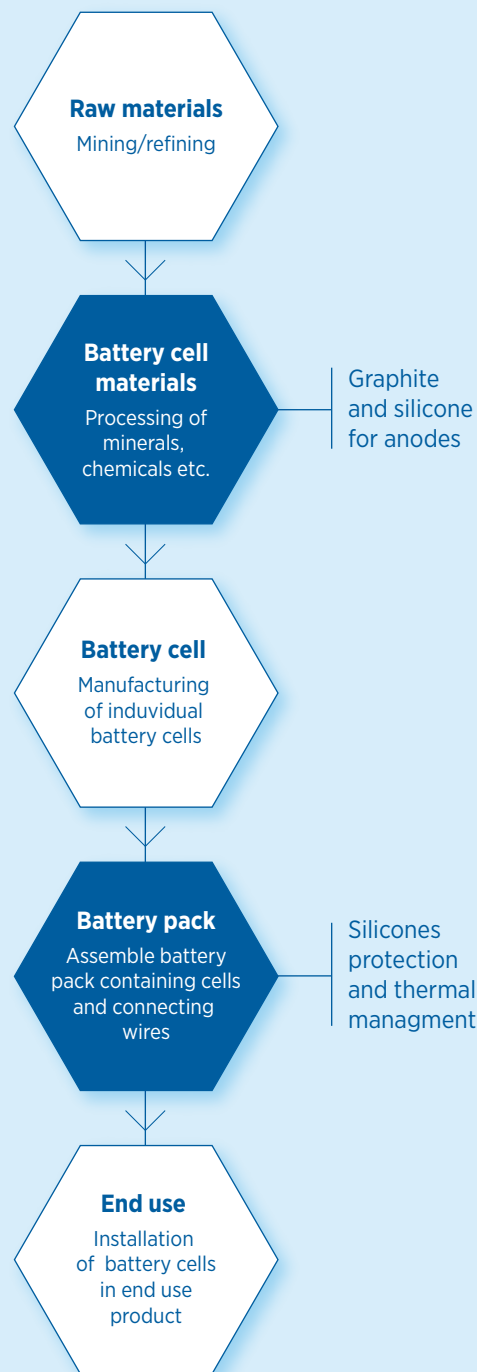 Raw materials
Mining/refining
Battery cell
materials
Processing of
minerals,
chemicals etc.
Graphite
and silicone
for anodes
Battery cell
Manufacturing
of induvidual
battery cells
Battery pack
Assemble battery
pack containing cells
and connecting
wires
Silicones
protection
and thermal
managment
End use
Installation
of battery cells
in end use
product